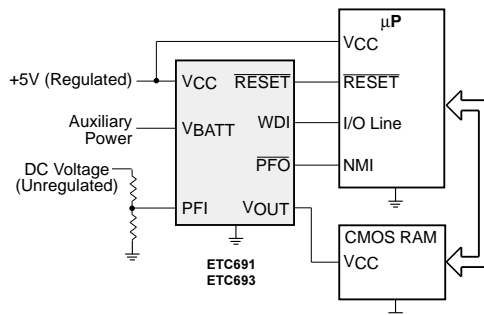 μP
VCC
RESET
I/O Line
NMI
+5V (Regulated)
Auxiliary
Power
DC Voltage
(Unregulated)
VCC
RESET
VBATT
WDI
PFO
PFI
VOUT
ETC691
ETC693
CMOS RAM
VCC